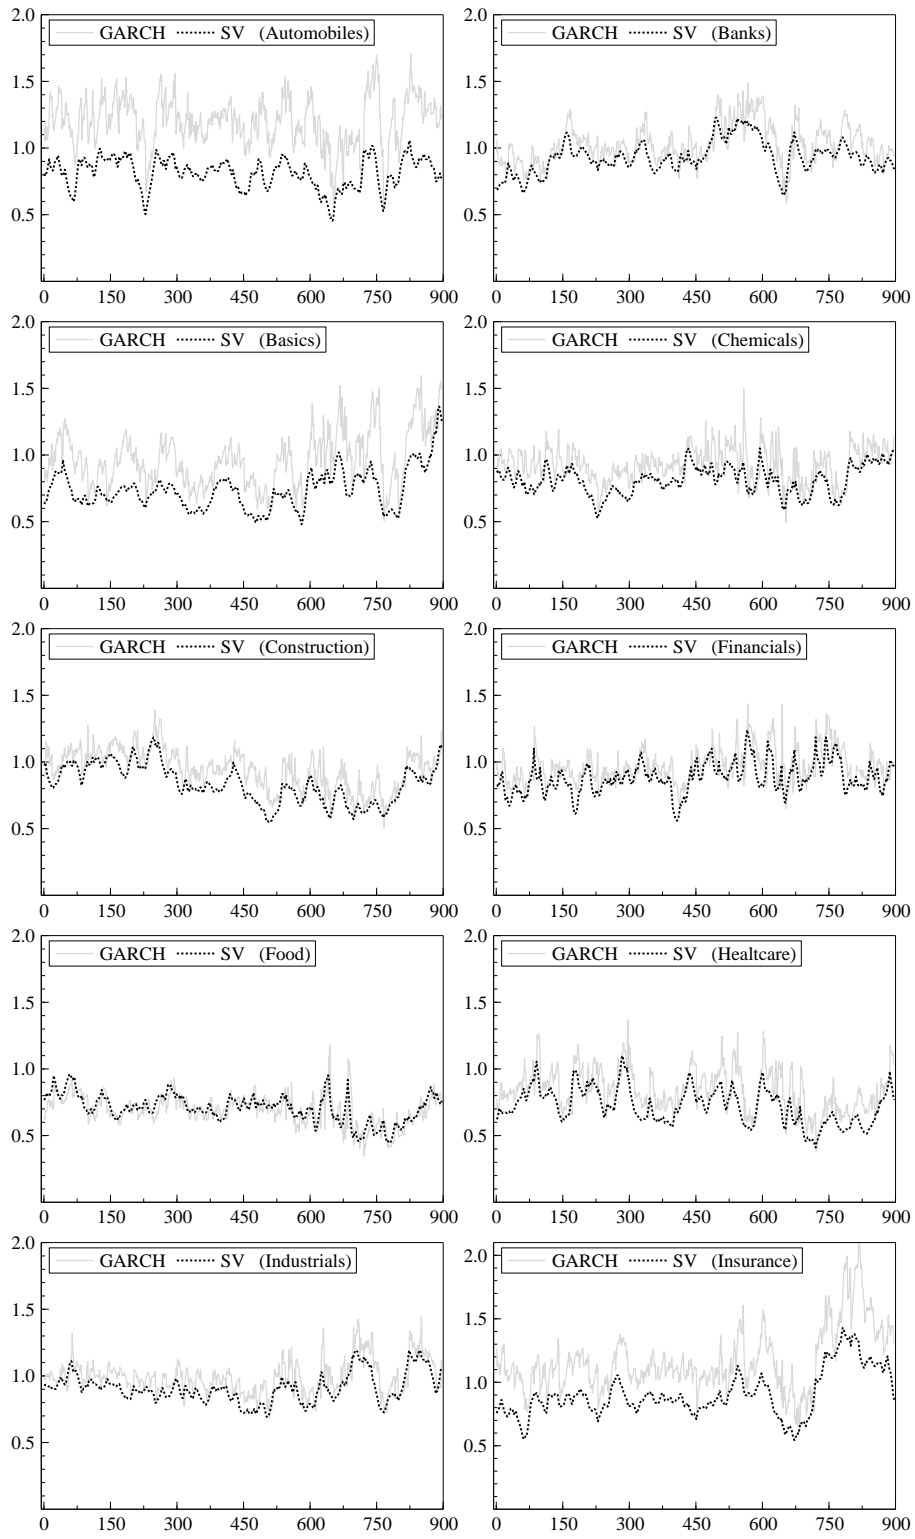 2.0
GARCH SV (Automobiles)
1.5
1.0
0.5
0 150 300 450 600 750 900
2.0
GARCH SV (Banks)
1.5
1.0
0.5
0 150 300 450 600 750 900
2.0
GARCH SV (Basics)
1.5
1.0
0.5
0 150 300 450 600 750 900
2.0
GARCH SV (Chemicals)
1.5
1.0
0.5
0 150 300 450 600 750 900
2.0
GARCH SV (Construction)
1.5
1.0
0.5
0 150 300 450 600 750 900
2.0
GARCH SV (Financials)
1.5
1.0
0.5
0 150 300 450 600 750 900
2.0
GARCH SV (Food)
1.5
1.0
0.5
0 150 300 450 600 750 900
2.0
GARCH SV (Healtcare)
1.5
1.0
0.5
0 150 300 450 600 750 900
2.0
GARCH SV (Industrials)
1.5
1.0
0.5
0 150 300 450 600 750 900
2.0
GARCH SV (Insurance)
1.5
1.0
0.5
0 150 300 450 600 750 900